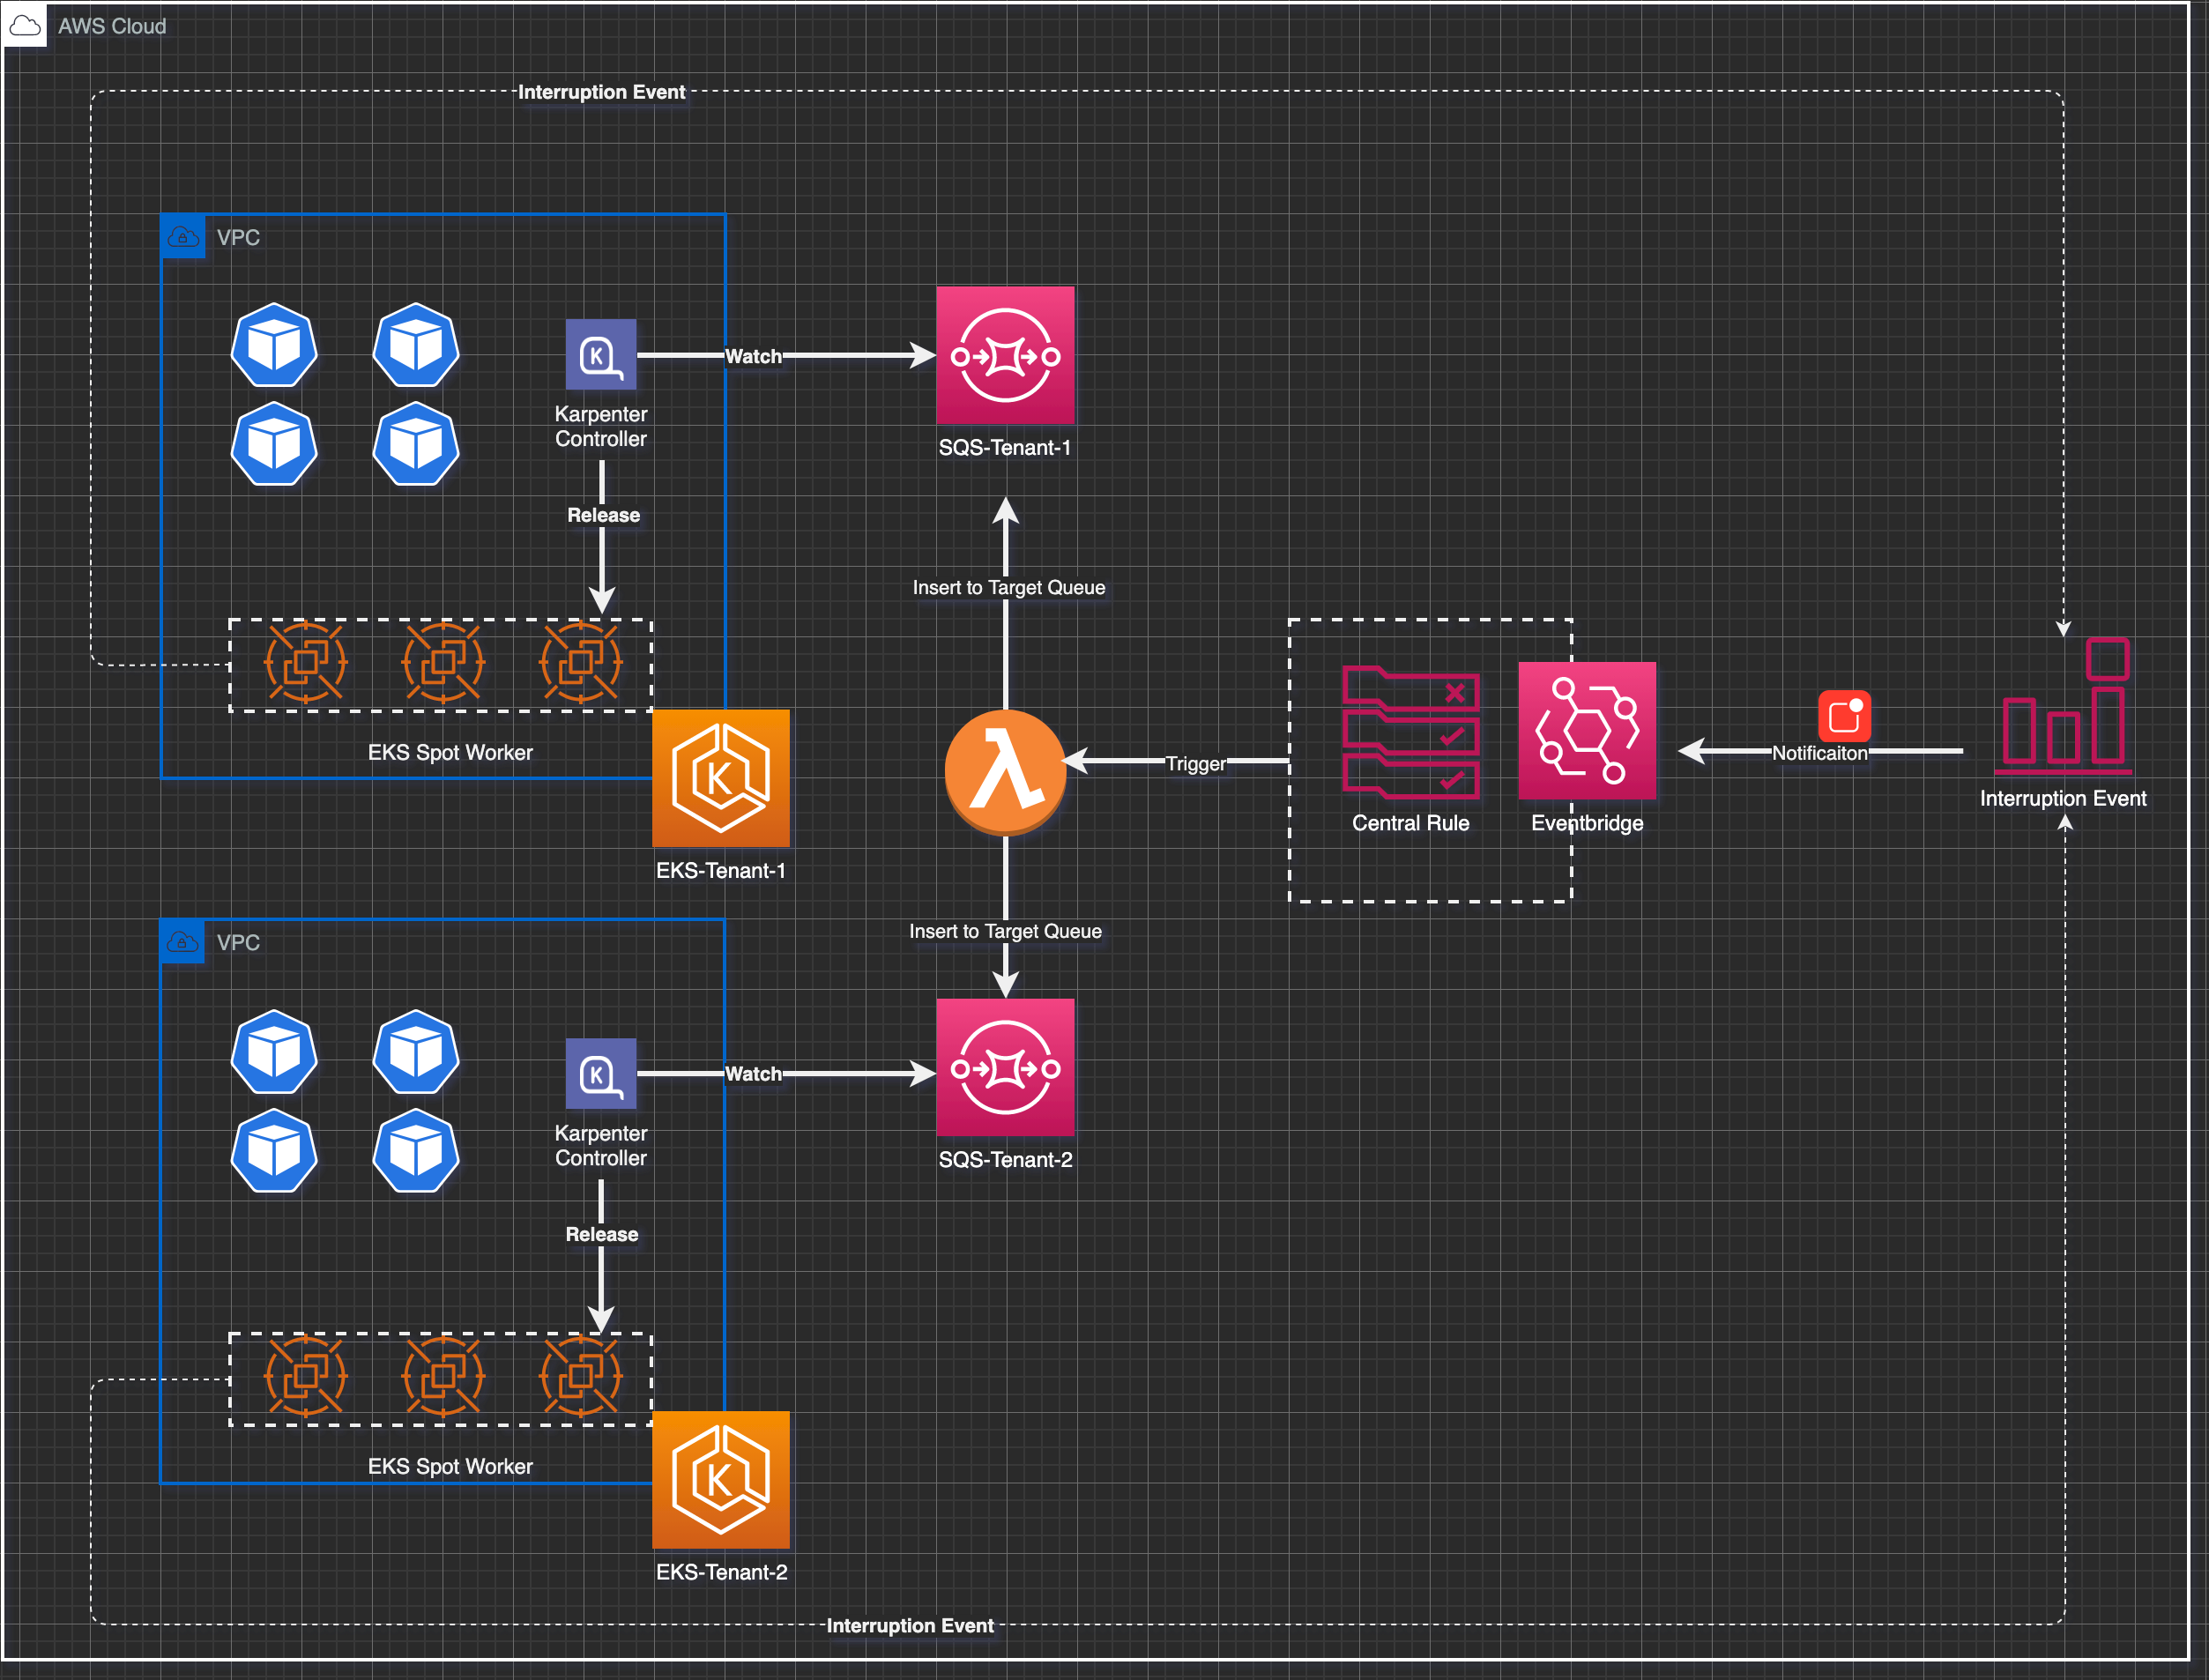 AWS Cloud
Interruption Event
VPC
K
Watch
Karpenter
Controller
SQS-Tenant-1
Release
Insert to Target Queue
EKS Spot Worker
K
EKS-Tenant-1
Trigger
Central Rule
Eventbridge
Notificaiton
Interruption Event
Insert to Target Queue
VPC
K
Watch
Karpenter
Controller
SQS-Tenant-2
Release
EKS Spot Worker
K
EKS-Tenant-2
Interruption Event